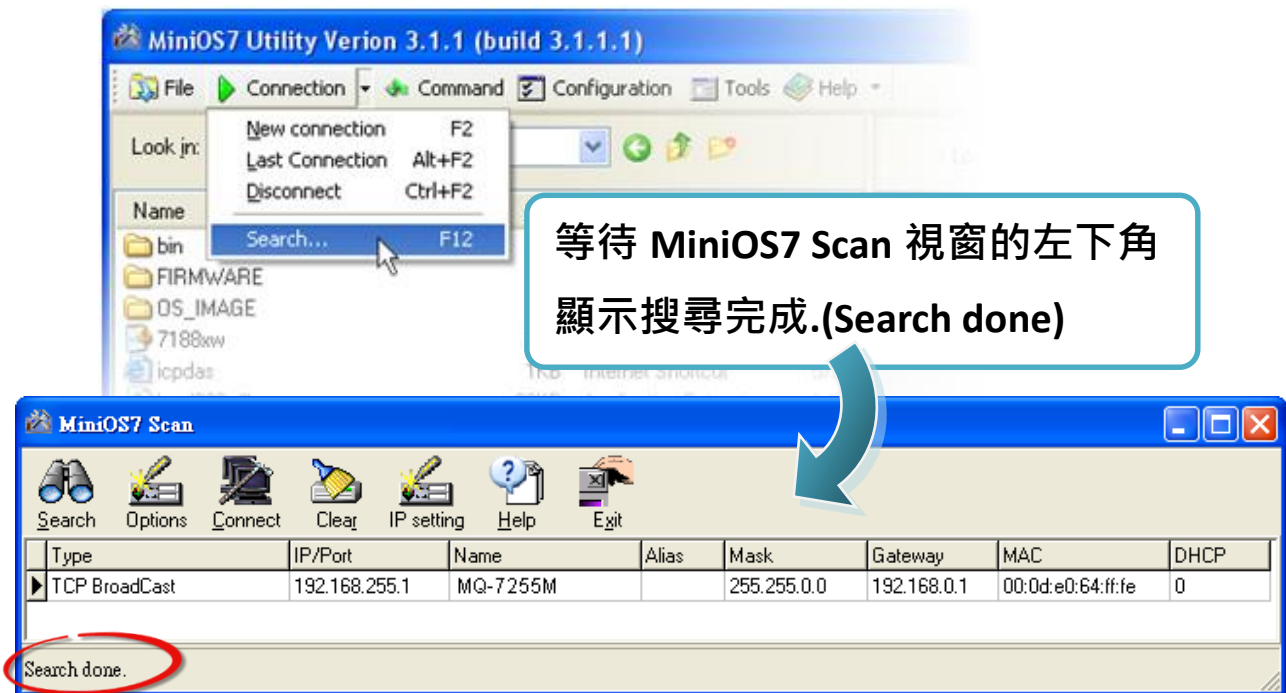 MiniOS7 Utility Verion 3.1.1 (build 3.1.1.1)
File Connection Command Configuration Tools Help
Look in:
New connection F2
Last Connection Alt+F2
Disconnect Ctrl+F2
Search... F12
Name
bin
FIRMWARE
OS_IMAGE
7188xw
icpdas 1KB Internet Shortcut
等待 MiniOS7 Scan 視窗的左下角
顯示搜尋完成.(Search done)
MiniOS7 Scan
Search Options Connect Clear IP setting Help Exit
Type IP/Port Name Alias Mask Gateway MAC DHCP
TCP BroadCast 192.168.255.1 MQ-7255M 255.255.0.0 192.168.0.1 00:0d:e0:64:ff:fe 0
Search done.